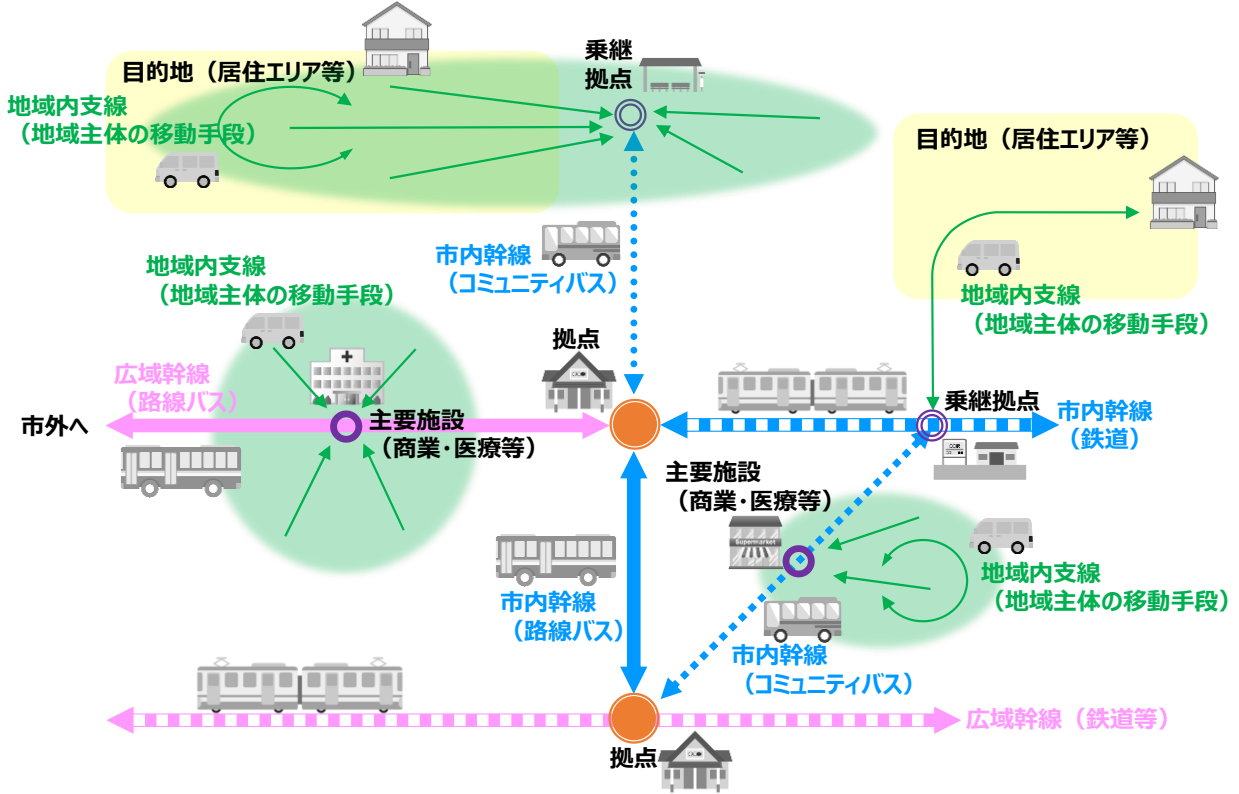 乗継
拠点
目的地（居住エリア等）
地域内支線
（地域主体の移動手段）
目的地（居住エリア等）
市内幹線
（コミュニティバス）
地域内支線
（地域主体の移動手段）
地域内支線
（地域主体の移動手段）
拠点
広域幹線
（路線バス）
市外へ
主要施設
（商業・医療等）
乗継拠点
市内幹線
（鉄道）
主要施設
（商業・医療等）
Supermarket
地域内支線
（地域主体の移動手段）
市内幹線
（路線バス）
市内幹線
（コミュニティバス）
広域幹線（鉄道等）
拠点